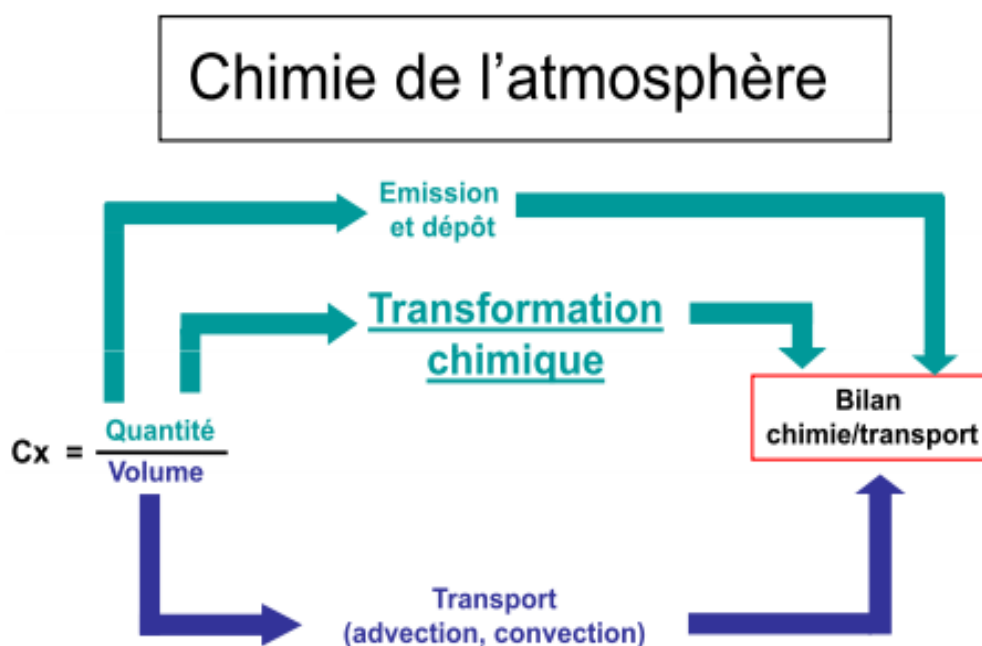 Chimie de l’atmosphère
Emission
et dépôt
Transformation
chimique
Cx = Quantité
Volume
Bilan
chimie/transport
Transport
(advection, convection)